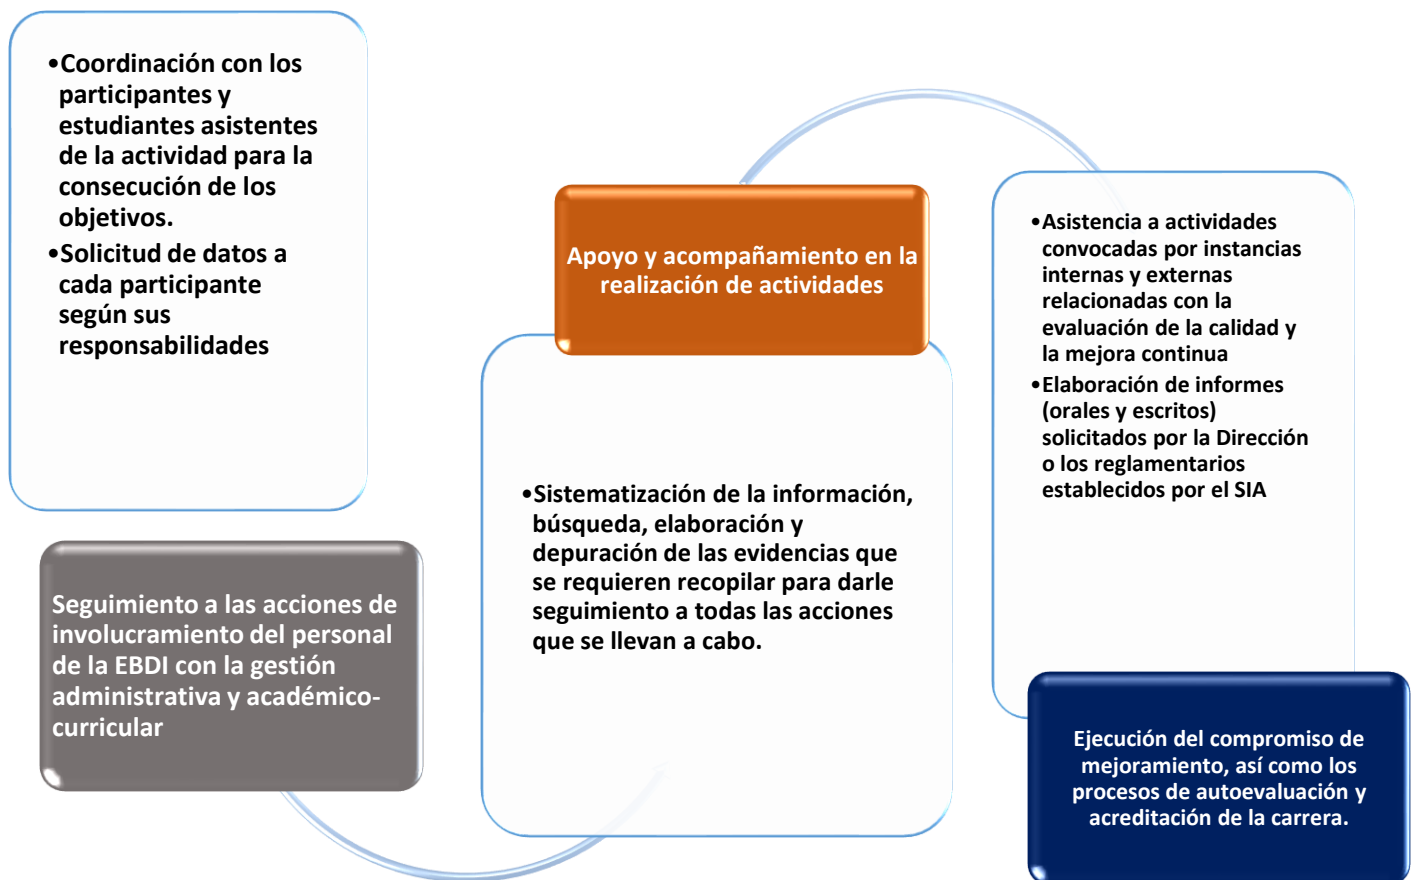 •Coordinación con los
participantes y
estudiantes asistentes
de la actividad para la
consecución de los
objetivos.
•Solicitud de datos a
cada participante
según sus
responsabilidades
Seguimiento a las acciones de
involucramiento del personal
de la EBDI con la gestión
administrativa y académico-
curricular
Apoyo y acompañamiento en la
realización de actividades
•Sistematización de la información,
búsqueda, elaboración y
depuración de las evidencias que
se requieren recopilar para darle
seguimiento a todas las acciones
que se llevan a cabo.
•Asistencia a actividades
convocadas por instancias
internas y externas
relacionadas con la
evaluación de la calidad y
la mejora continua
•Elaboración de informes
(orales y escritos)
solicitados por la Dirección
o los reglamentarios
establecidos por el SIA
Ejecución del compromiso de
mejoramiento, así como los
procesos de autoevaluación y
acreditación de la carrera.